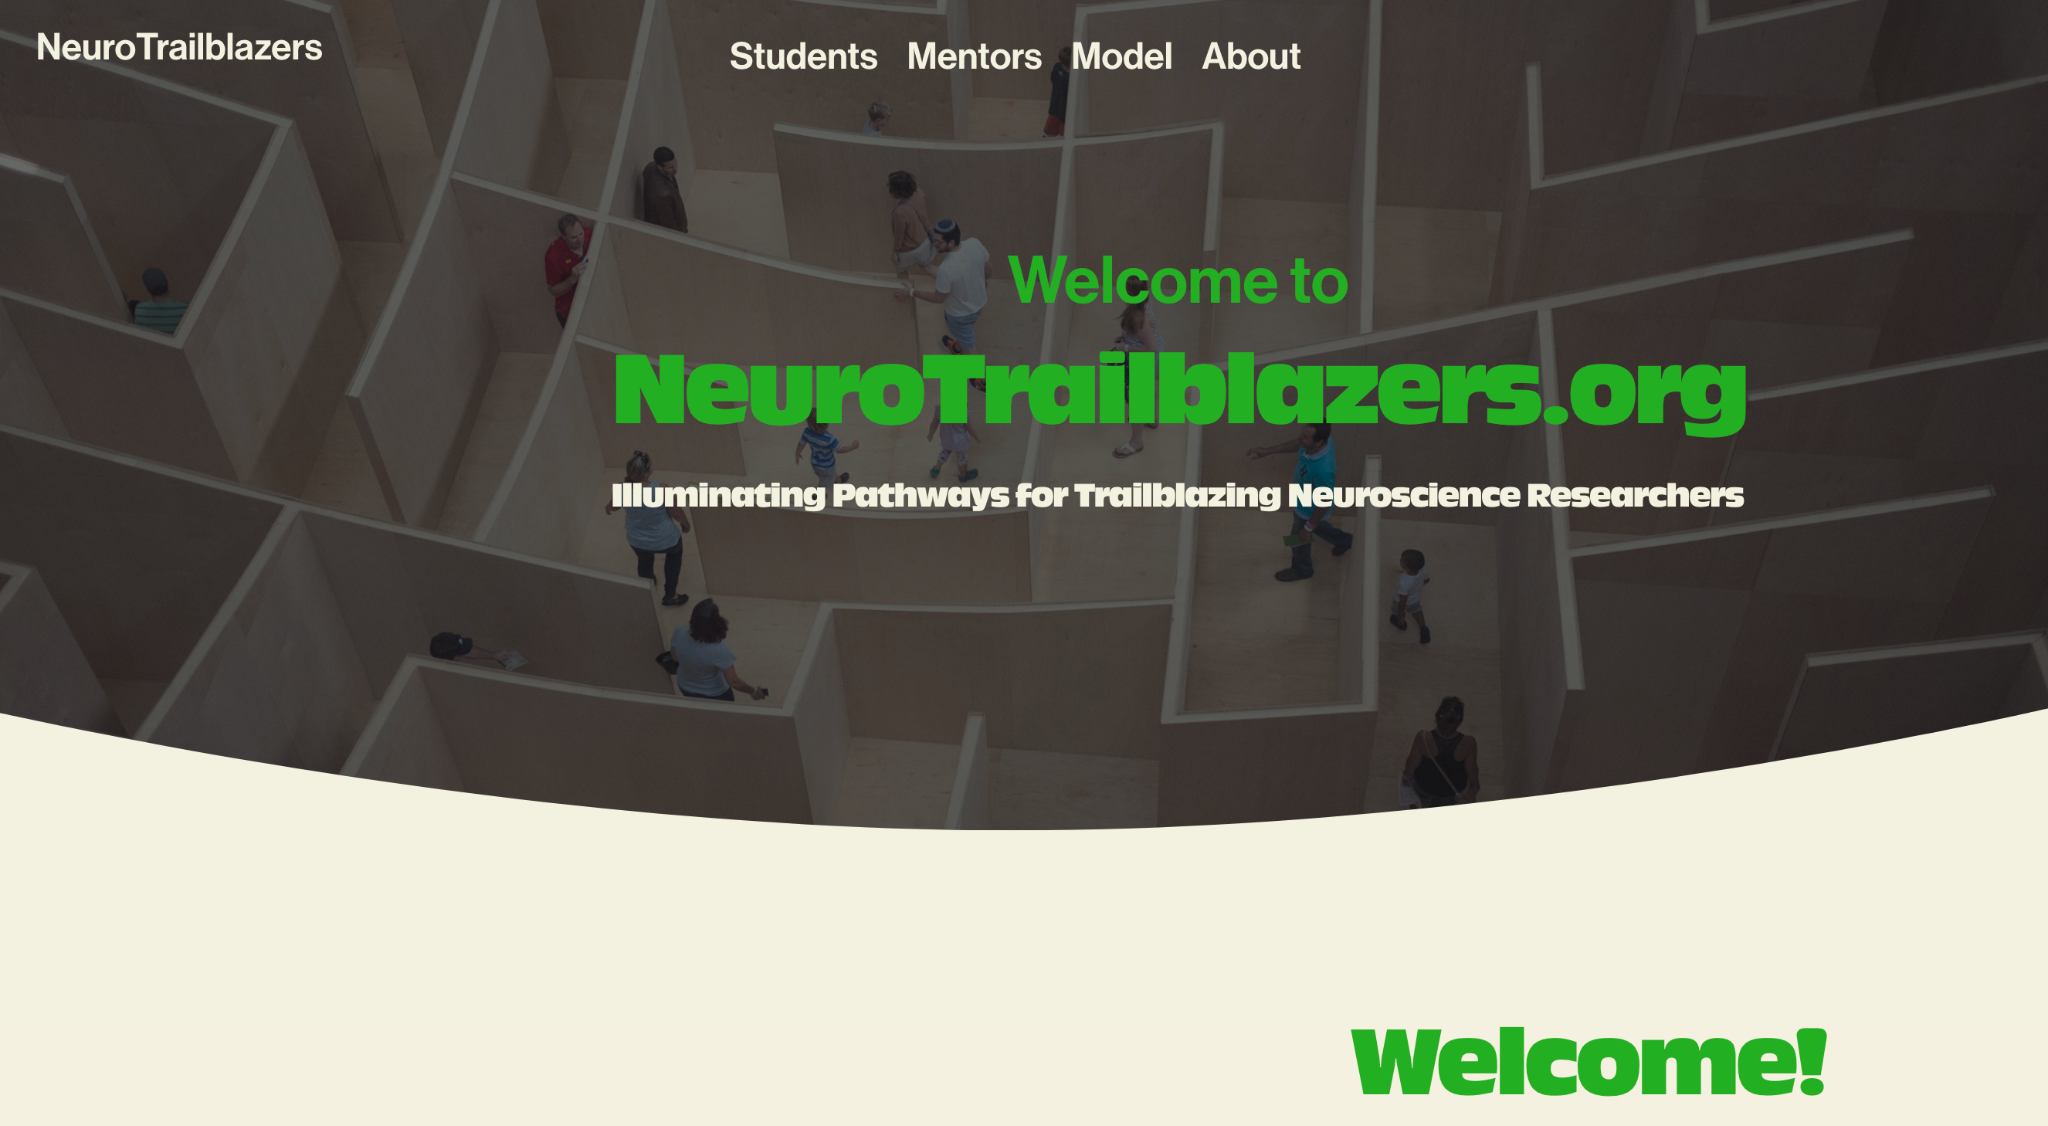 NeuroTrailblazers
Students Mentors Model About
Welcome to
NeuroTrailblazers.org
Illuminating Pathways for Trailblazing Neuroscience Researchers
Welcome!